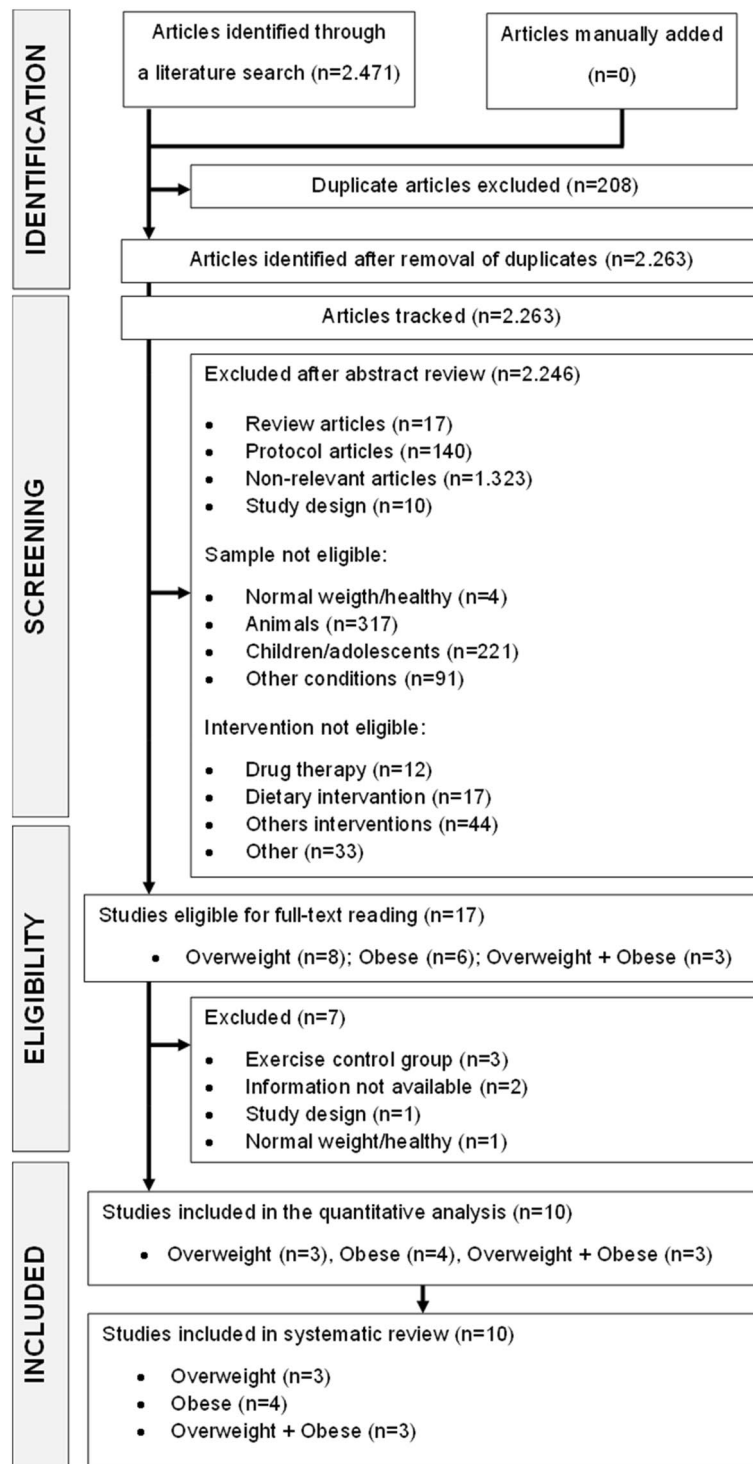 IDENTIFICATION
Articles identified through
a literature search (n=2.471)
Articles manually added
(n=0)
Duplicate articles excluded (n=208)
Articles identified after removal of duplicates (n=2.263)
SCREENING
Articles tracked (n=2.263)
Excluded after abstract review (n=2.246)
• Review articles (n=17)
• Protocol articles (n=140)
• Non-relevant articles (n=1.323)
• Study design (n=10)
Sample not eligible:
• Normal weigth/healthy (n=4)
• Animals (n=317)
• Children/adolescents (n=221)
• Other conditions (n=91)
Intervention not eligible:
• Drug therapy (n=12)
• Dietary intervantion (n=17)
• Others interventions (n=44)
• Other (n=33)
ELIGIBILITY
Studies eligible for full-text reading (n=17)
• Overweight (n=8); Obese (n=6); Overweight + Obese (n=3)
Excluded (n=7)
• Exercise control group (n=3)
• Information not available (n=2)
• Study design (n=1)
• Normal weight/healthy (n=1)
INCLUDED
Studies included in the quantitative analysis (n=10)
• Overweight (n=3), Obese (n=4), Overweight + Obese (n=3)
Studies included in systematic review (n=10)
• Overweight (n=3)
• Obese (n=4)
• Overweight + Obese (n=3)